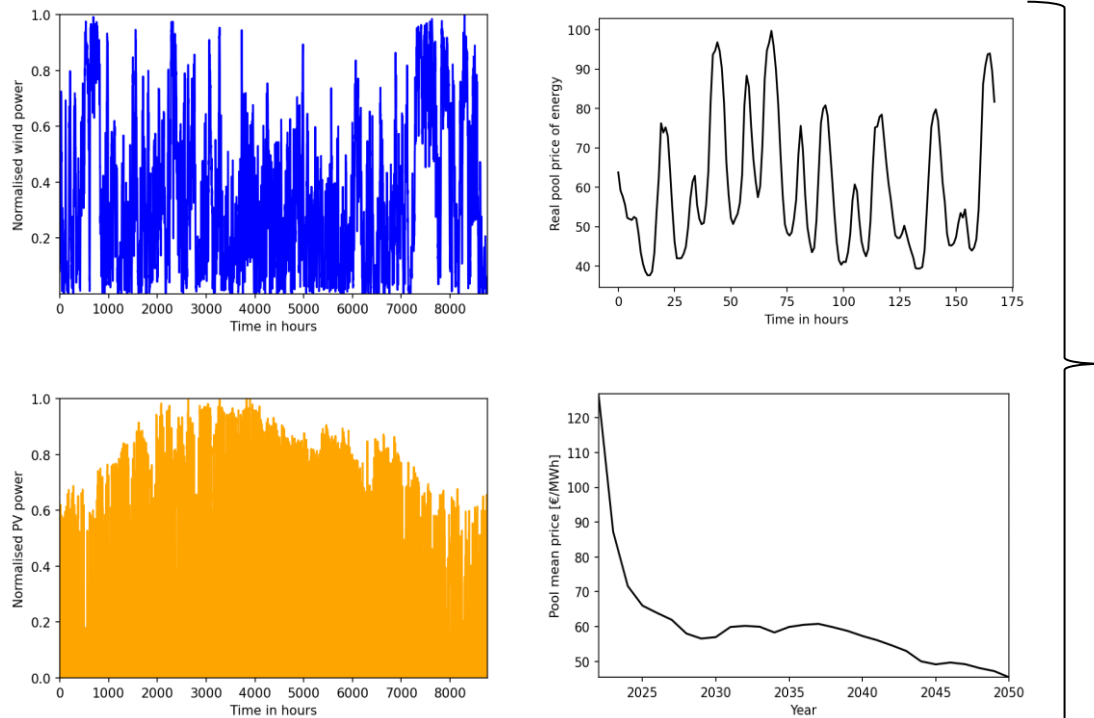 1.0
0.8
0.6
0.4
0.2
Normalised wind power
0 1000 2000 3000 4000 5000 6000 7000 8000
Time in hours
100
90
80
70
60
50
40
Real pool price of energy
0 25 50 75 100 125 150 175
Time in hours
1.0
0.8
0.6
0.4
0.2
0.0
Normalised PV power
0 1000 2000 3000 4000 5000 6000 7000 8000
Time in hours
120
110
100
90
80
70
60
50
Pool mean price [€/MWh]
2025 2030 2035 2040 2045 2050
Year